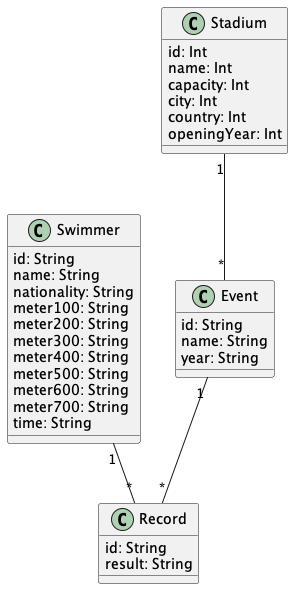 C Stadium
id: Int
name: Int
capacity: Int
city: Int
country: Int
openingYear: Int
1
*
C Swimmer
id: String
name: String
nationality: String
meter100: String
meter200: String
meter300: String
meter400: String
meter500: String
meter600: String
meter700: String
time: String
C Event
id: String
name: String
year: String
1
*
1
*
C Record
id: String
result: String